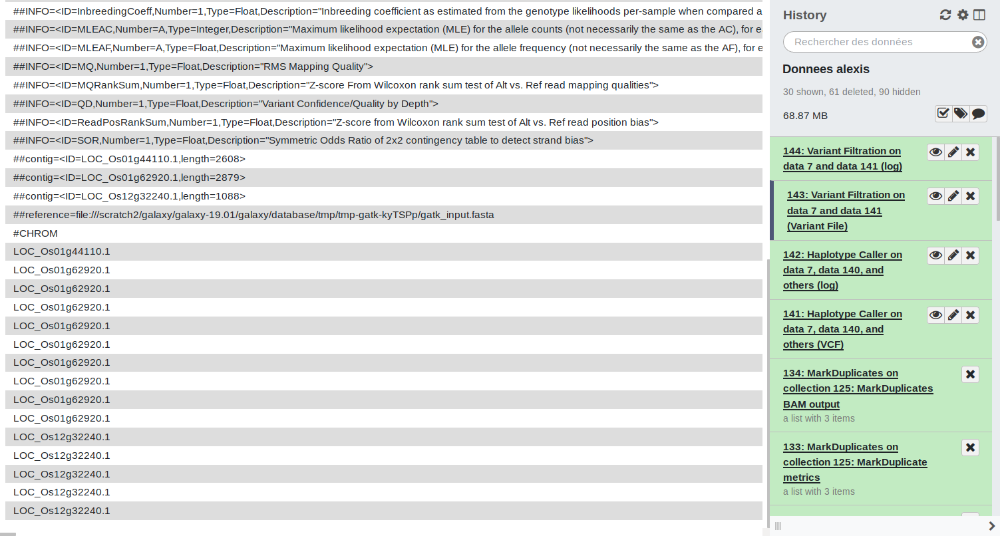 ##INFO=<ID=InbreedingCoeff,Number=1,Type=Float,Description="Inbreeding coefficient as estimated from the genotype likelihoods per-sample when compared a
##INFO=<ID=MLEAC,Number=A,Type=Integer,Description="Maximum likelihood expectation (MLE) for the allele counts (not necessarily the same as the AC), for e
##INFO=<ID=MLEAF,Number=A,Type=Float,Description="Maximum likelihood expectation (MLE) for the allele frequency (not necessarily the same as the AF), for e
##INFO=<ID=MQ,Number=1,Type=Float,Description="RMS Mapping Quality">
##INFO=<ID=MQRankSum,Number=1,Type=Float,Description="Z-score From Wilcoxon rank sum test of Alt vs. Ref read mapping qualities">
##INFO=<ID=QD,Number=1,Type=Float,Description="Variant Confidence/Quality by Depth">
##INFO=<ID=ReadPosRankSum,Number=1,Type=Float,Description="Z-score from Wilcoxon rank sum test of Alt vs. Ref read position bias">
##INFO=<ID=SOR,Number=1,Type=Float,Description="Symmetric Odds Ratio of 2x2 contingency table to detect strand bias">
##contig=<ID=LOC_Os01g44110.1,length=2608>
##contig=<ID=LOC_Os01g62920.1,length=2879>
##contig=<ID=LOC_Os12g32240.1,length=1088>
##reference=file:///scratch2/galaxy/galaxy-19.01/galaxy/database/tmp/tmp-gatk-kyTSPp/gatk_input.fasta
#CHROM
LOC_Os01g44110.1
LOC_Os01g62920.1
LOC_Os01g62920.1
LOC_Os01g62920.1
LOC_Os01g62920.1
LOC_Os01g62920.1
LOC_Os01g62920.1
LOC_Os01g62920.1
LOC_Os01g62920.1
LOC_Os01g62920.1
LOC_Os12g32240.1
LOC_Os12g32240.1
LOC_Os12g32240.1
LOC_Os12g32240.1
LOC_Os12g32240.1
History
Rechercher des données
Donnees alexis
30 shown, 61 deleted, 90 hidden
68.87 MB
144: Variant Filtration on
data 7 and data 141 (log)
143: Variant Filtration on
data 7 and data 141
(Variant File)
142: Haplotype Caller on
data 7, data 140, and
others (log)
141: Haplotype Caller on
data 7, data 140, and
others (VCF)
134: MarkDuplicates on
collection 125: MarkDuplicates
BAM output
a list with 3 items
133: MarkDuplicates on
collection 125: MarkDuplicate
metrics
a list with 3 items